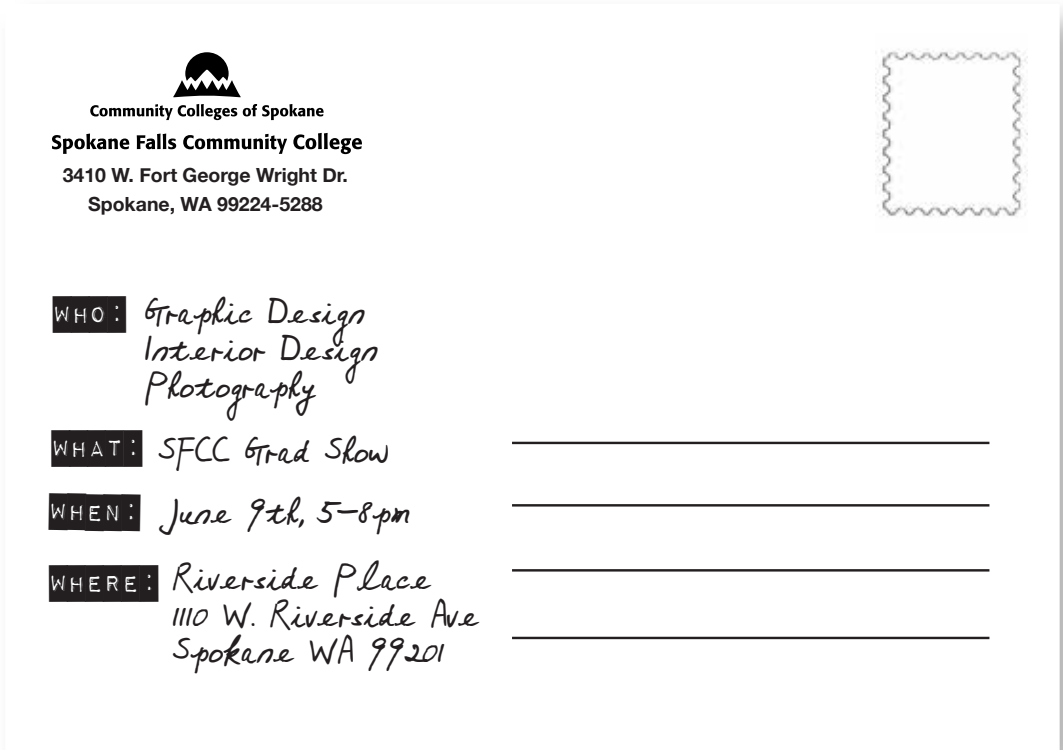 Community Colleges of Spokane
Spokane Falls Community College
3410 W. Fort George Wright Dr.
Spokane, WA 99224-5288
WHO: Graphic Design
Interior Design
Photography
WHAT: SFCC Grad Show
WHEN: June 9th, 5-8pm
WHERE: Riverside Place
1110 W. Riverside Ave
Spokane WA 99201